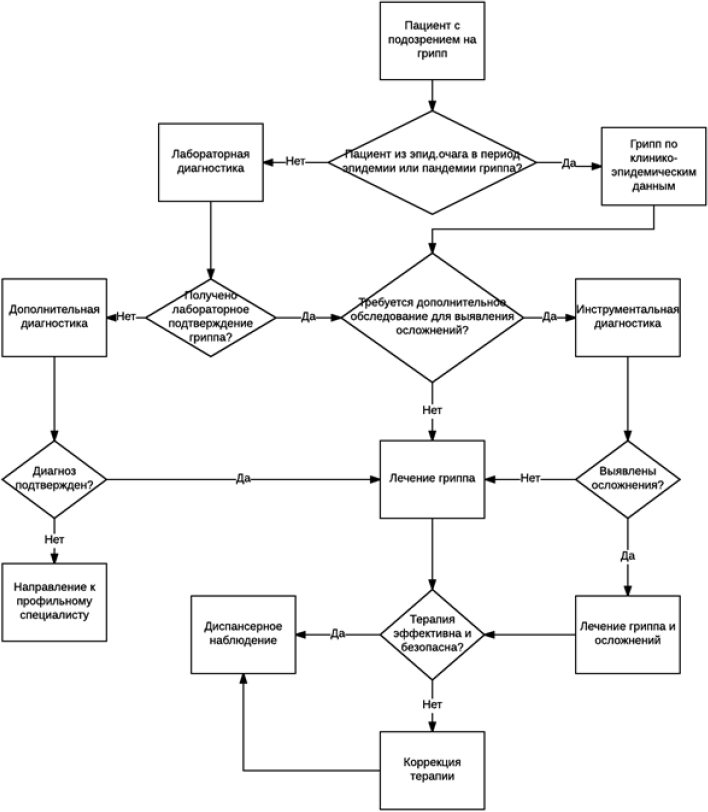 Пациент с
подозрением на
грипп
Лабораторная
диагностика
Нет
Пациент из эпид.очага в период
эпидемии или пандемии гриппа?
Да
Грипп по
клинико-
эпидемическим
данным
Дополнительная
диагностика
Нет
Получено
лабораторное
подтверждение
гриппа?
Да
Требуется дополнительное
обследование для выявления
осложнений?
Да
Инструментальная
диагностика
Нет
Диагноз
подтвержден?
Да
Лечение гриппа
Нет
Выявлены
осложнения?
Нет
Да
Направление к
профильному
специалисту
Диспансерное
наблюдение
Да
Терапия
эффективна и
безопасна?
Лечение гриппа и
осложнений
Нет
Коррекция
терапии